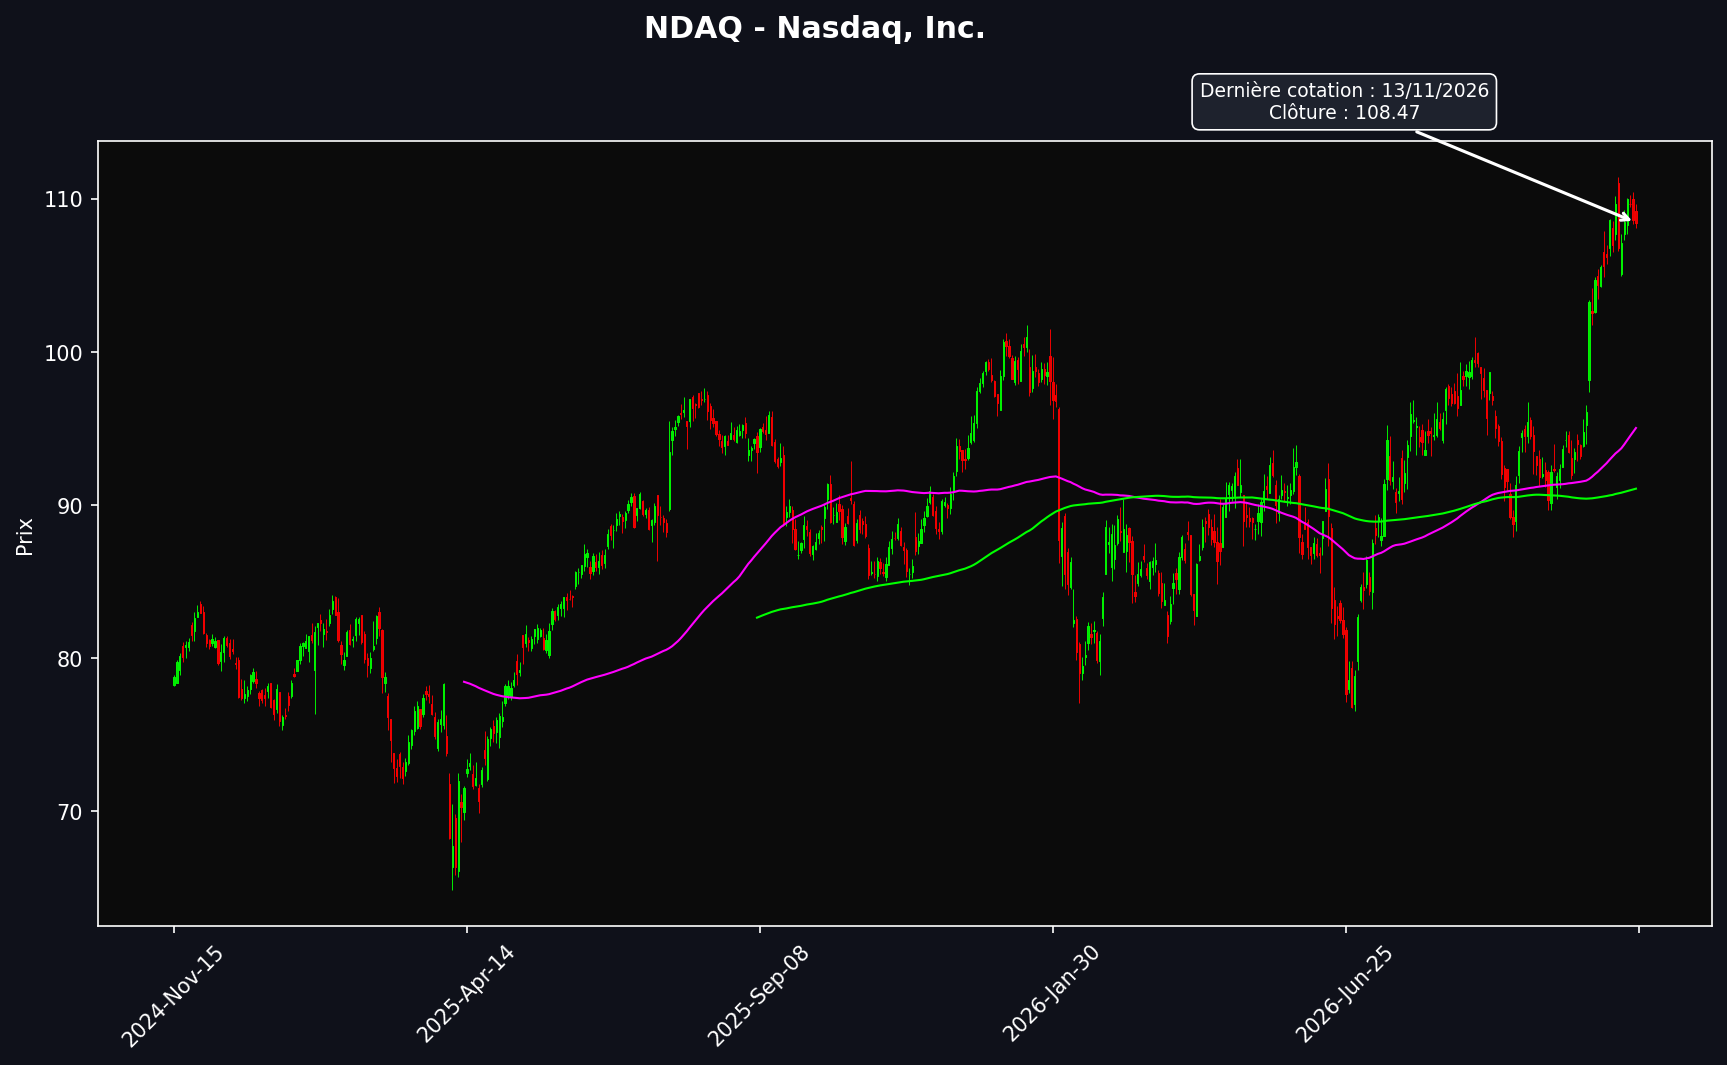 NDAQ - Nasdaq, Inc.
Dernière cotation : 13/11/2026
Clôture : 108.47
Prix
110
100
90
80
70
2024-Nov-15
2025-Apr-14
2025-Sep-08
2026-Jan-30
2026-Jun-25